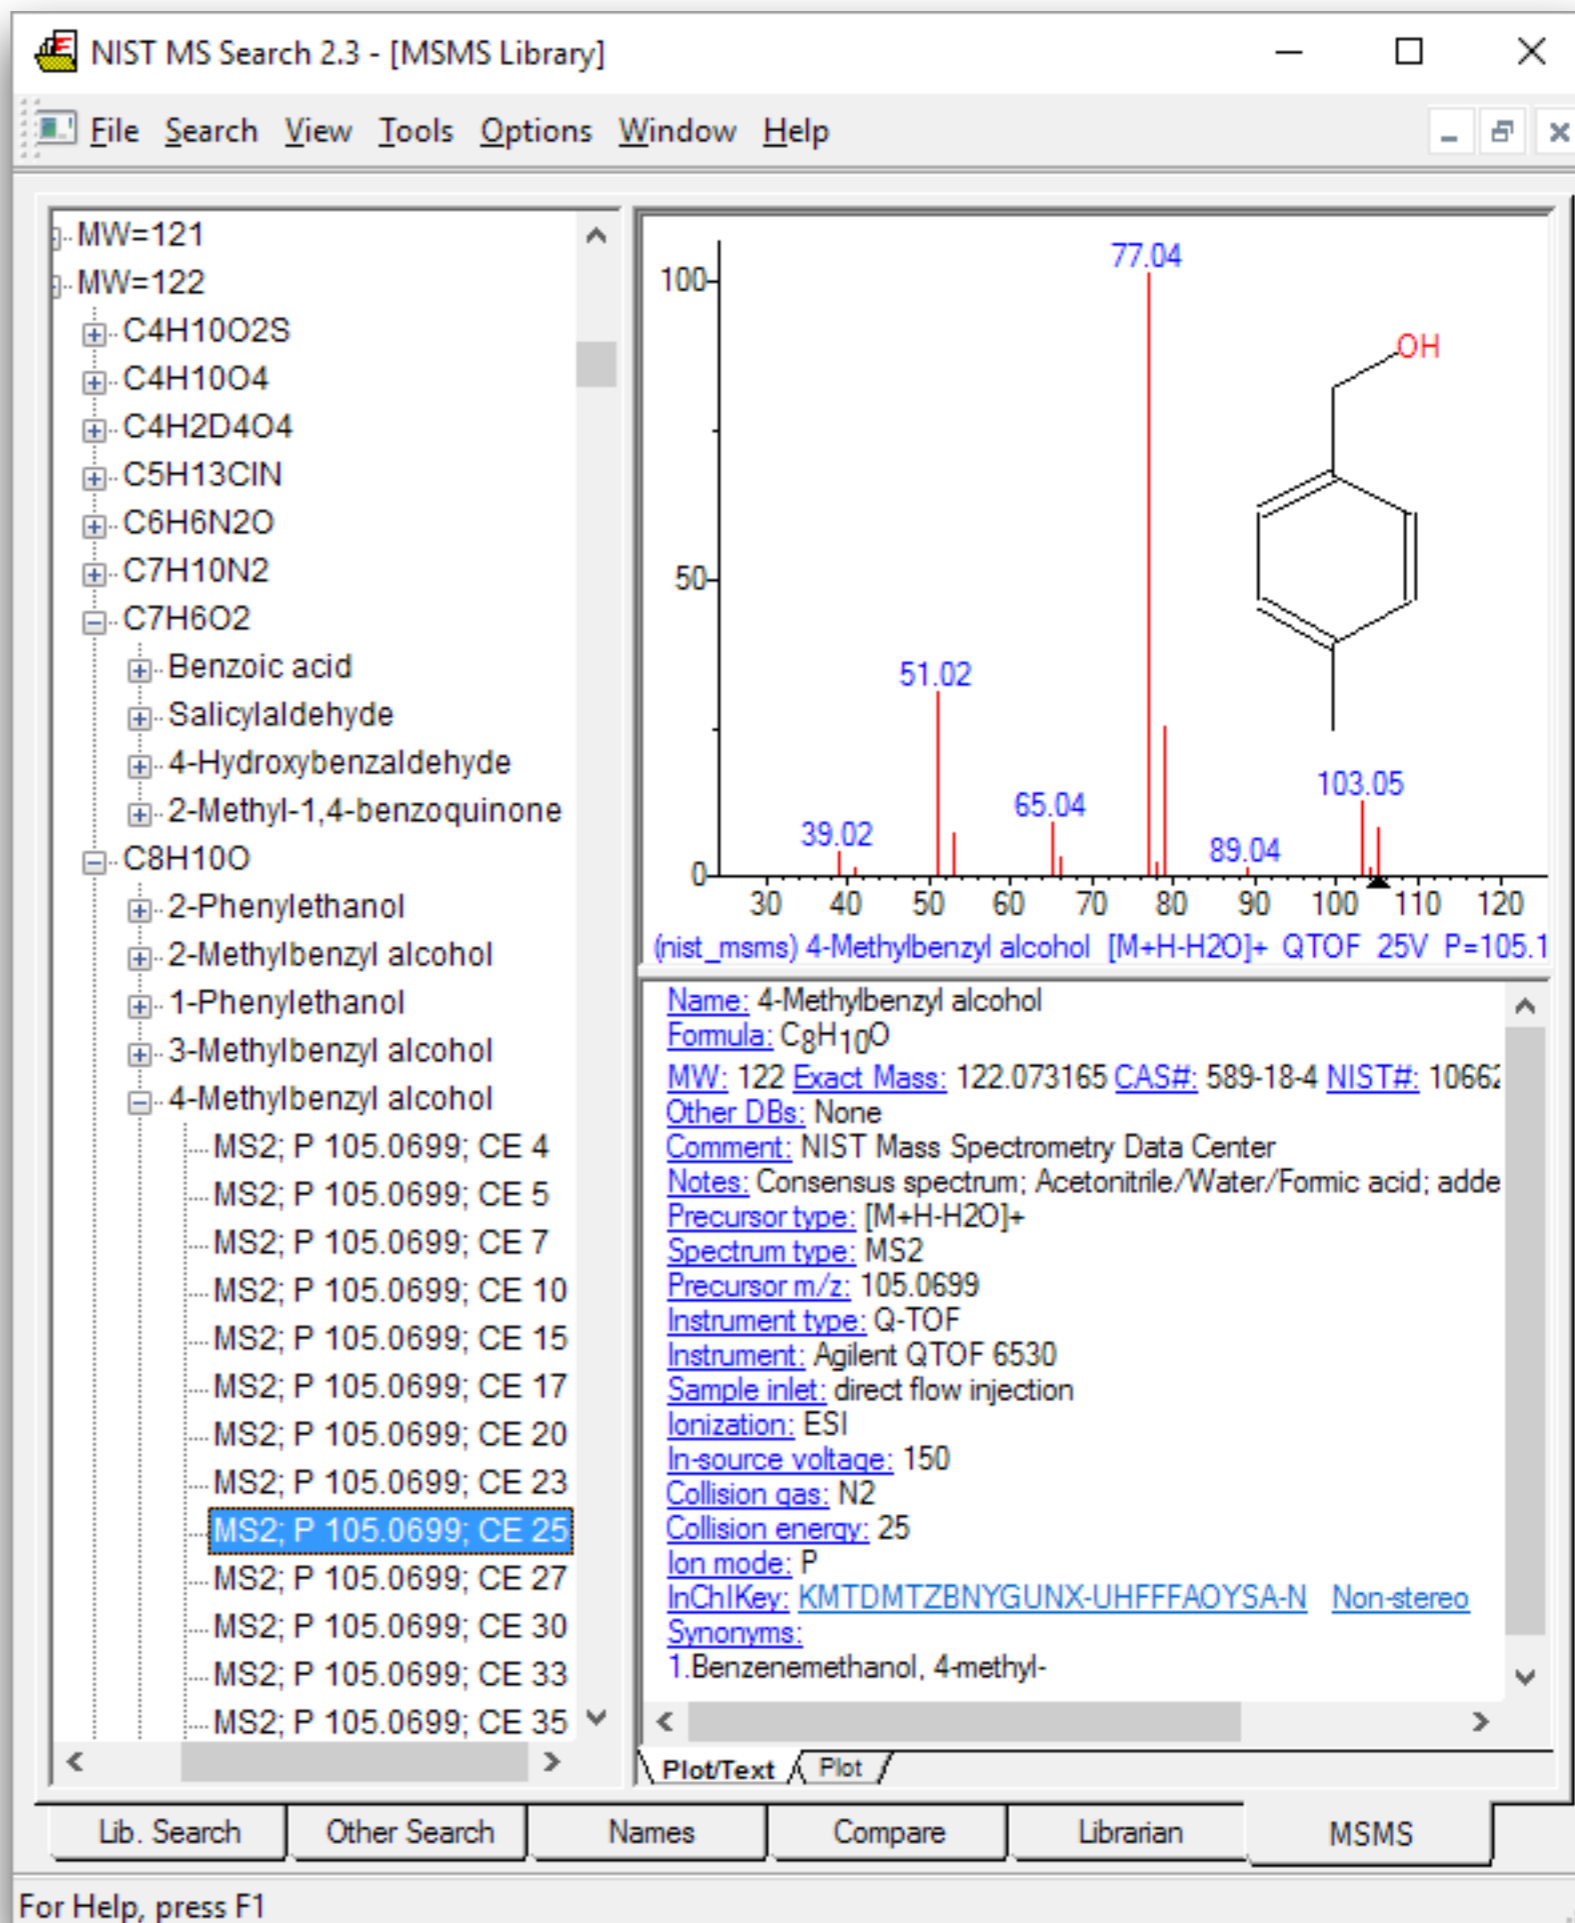 NIST MS Search 2.3 - [MSMS Library]
File Search View Tools Options Window Help
MW=121
MW=122
C4H10O2S
C4H10O4
C4H2D4O4
C5H13ClN
C6H6N2O
C7H10N2
C7H6O2
Benzoic acid
Salicylaldehyde
4-Hydroxybenzaldehyde
2-Methyl-1,4-benzoquinone
C8H10O
2-Phenylethanol
2-Methylbenzyl alcohol
1-Phenylethanol
3-Methylbenzyl alcohol
4-Methylbenzyl alcohol
MS2; P 105.0699; CE 4
MS2; P 105.0699; CE 5
MS2; P 105.0699; CE 7
MS2; P 105.0699; CE 10
MS2; P 105.0699; CE 15
MS2; P 105.0699; CE 17
MS2; P 105.0699; CE 20
MS2; P 105.0699; CE 23
MS2; P 105.0699; CE 25
MS2; P 105.0699; CE 27
MS2; P 105.0699; CE 30
MS2; P 105.0699; CE 33
MS2; P 105.0699; CE 35
77.04
100
OH
50
51.02
103.05
65.04
39.02
89.04
0
30 40 50 60 70 80 90 100 110 120
(nist_msms) 4-Methylbenzyl alcohol [M+H-H2O]+ QTOF 25V P=105.1
Name: 4-Methylbenzyl alcohol
Formula: C8H10O
MW: 122 Exact Mass: 122.073165 CAS#: 589-18-4 NIST#: 10662
Other DBs: None
Comment: NIST Mass Spectrometry Data Center
Notes: Consensus spectrum; Acetonitrile/Water/Formic acid; adde
Precursor type: [M+H-H2O]+
Spectrum type: MS2
Precursor m/z: 105.0699
Instrument type: Q-TOF
Instrument: Agilent QTOF 6530
Sample inlet: direct flow injection
Ionization: ESI
In-source voltage: 150
Collision gas: N2
Collision energy: 25
Ion mode: P
InChIKey: KMTDMTZBNYGUNX-UHFFFAOYSA-N Non-stereo
Synonyms:
1.Benzenemethanol, 4-methyl-
Plot/Text Plot
Lib. Search Other Search Names Compare Librarian MSMS
For Help, press F1